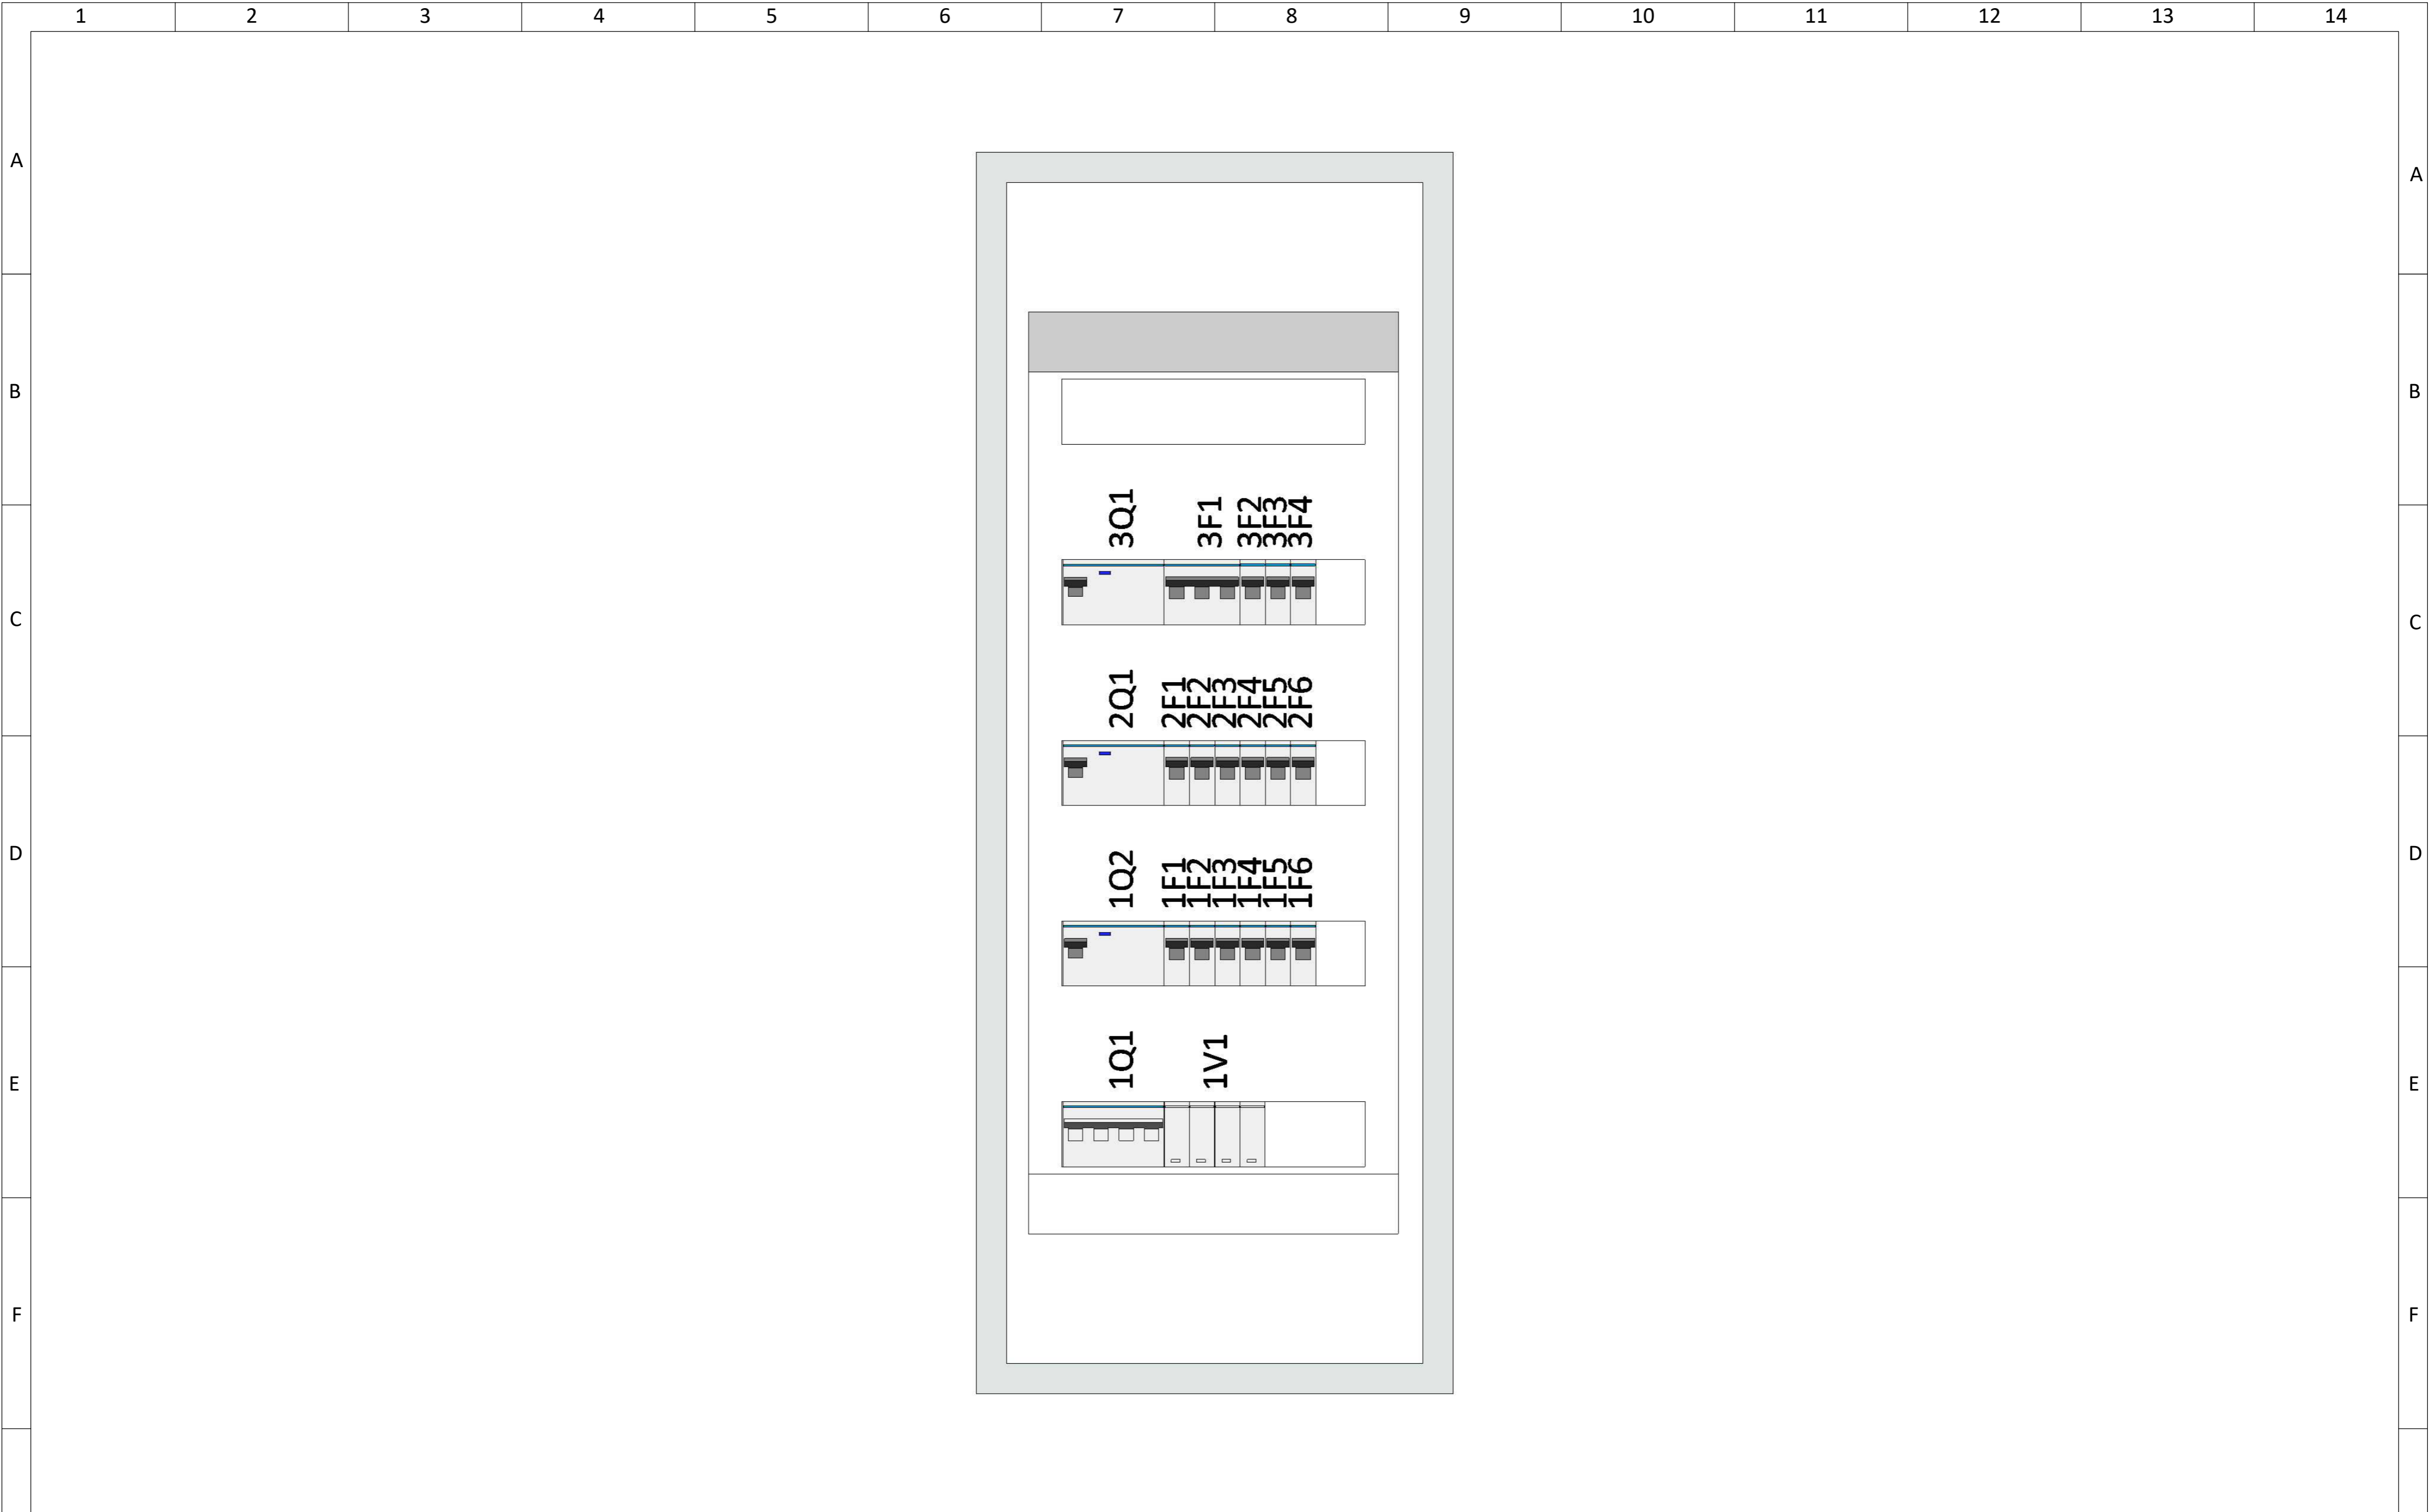 1 2 3 4 5 6 7 8 9 10 11 12 13 14
A A
B B
3Q1 3F1 3F2 3F3 3F4
C C
2Q1 2F1 2F2 2F3 2F4 2F5 2F6
D D
1Q2 1F1 1F2 1F3 1F4 1F5 1F6
1Q1 1V1
E E
F F